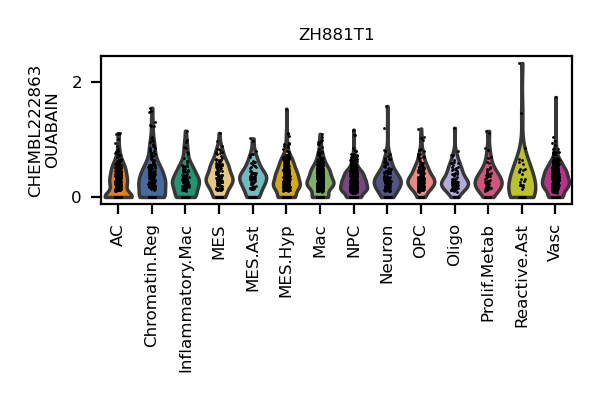 ZH881T1
CHEMBL222863
OUABAIN
2
0
AC
Chromatin.Reg
Inflammatory.Mac
MES
MES.Ast
MES.Hyp
Mac
NPC
Neuron
OPC
Oligo
Prolif.Metab
Reactive.Ast
Vasc